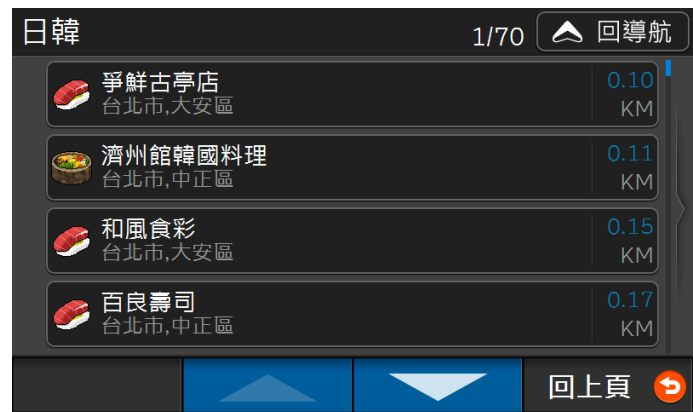 日韓 1/70 回導航
爭鮮古亭店 0.10
台北市,大安區 KM
濟州館韓國料理 0.11
台北市,中正區 KM
和風食彩 0.15
台北市,大安區 KM
百良壽司 0.17
台北市,中正區 KM
回上頁